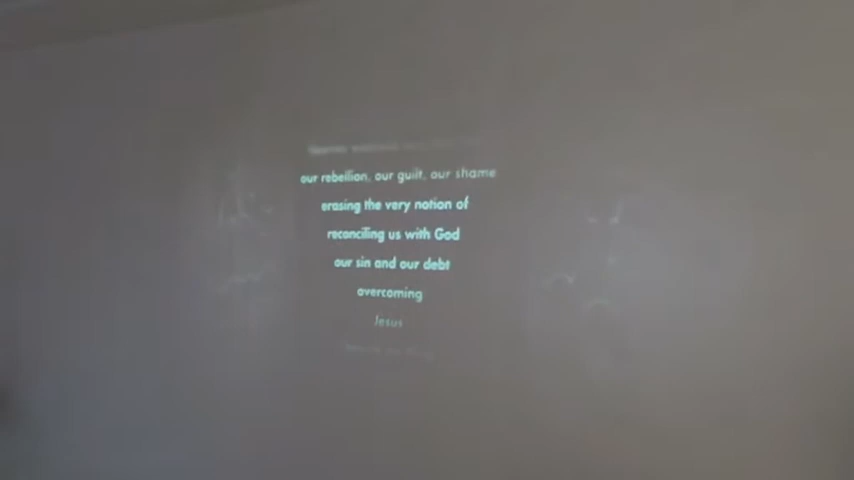 our rebellion, our guilt, our shame
erasing the very notion of
reconciling us with God
our sin and our debt
overcoming
Jesus